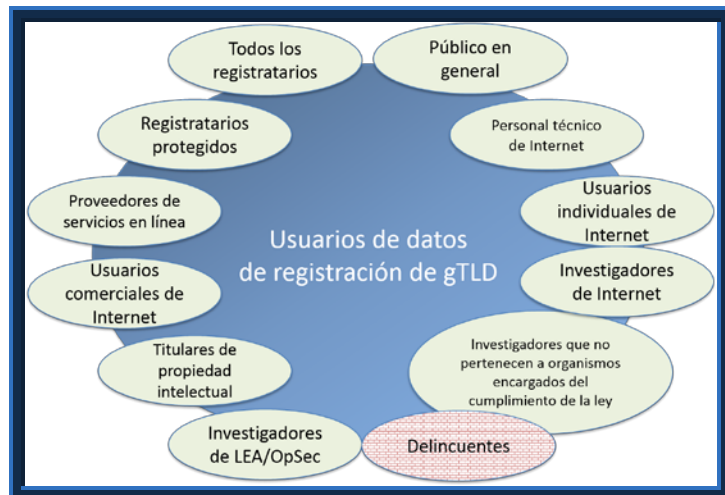 Todos los
registratarios
Público en
general
Registratarios
protegidos
Personal técnico
de Internet
Proveedores de
servicios en línea
Usuarios
individuales de
Internet
Usuarios de datos
de registración de gTLD
Usuarios
comerciales de
Internet
Investigadores
de Internet
Titulares de
propiedad
intelectual
Investigadores que no
pertenecen a organismos
encargados del
cumplimiento de la ley
Investigadores
de LEA/OpSec
Delincuentes